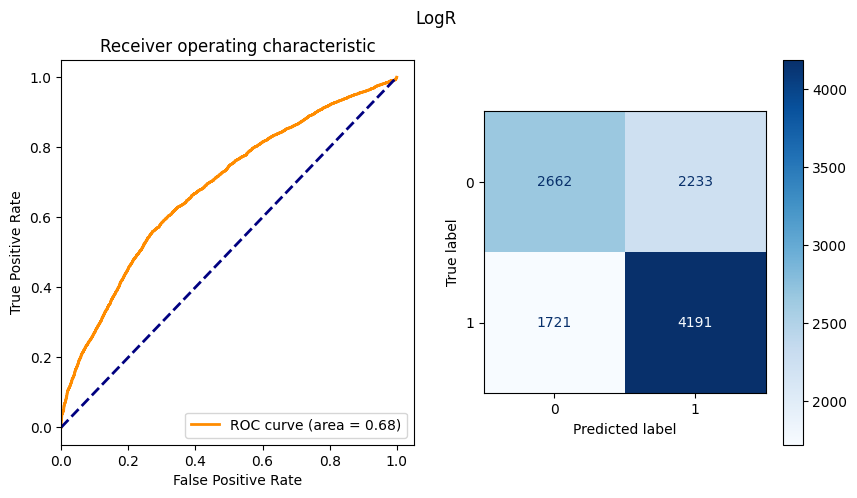 LogR
Receiver operating characteristic
True Positive Rate
1.0
0.8
0.6
0.4
0.2
0.0
0.0 0.2 0.4 0.6 0.8 1.0
False Positive Rate
ROC curve (area = 0.68)
True label
0
1
2662 2233
1721 4191
0 1
Predicted label
4000
3500
3000
2500
2000